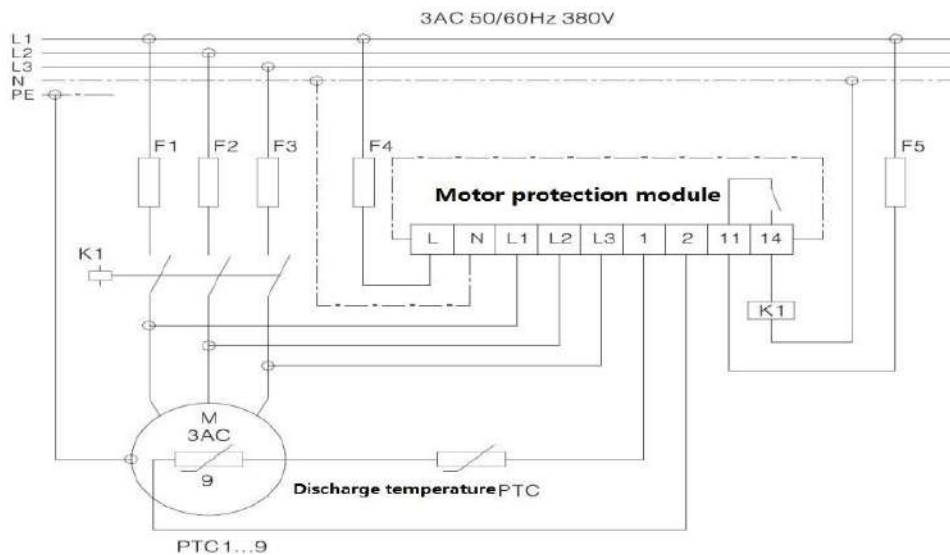 3AC 50/60Hz 380V
L1
L2
L3
N
PE
F1 F2 F3 F4 F5
Motor protection module
L N L1 L2 L3 1 2 11 14
K1
K1
M
3AC
9
Discharge temperature PTC
PTC1...9